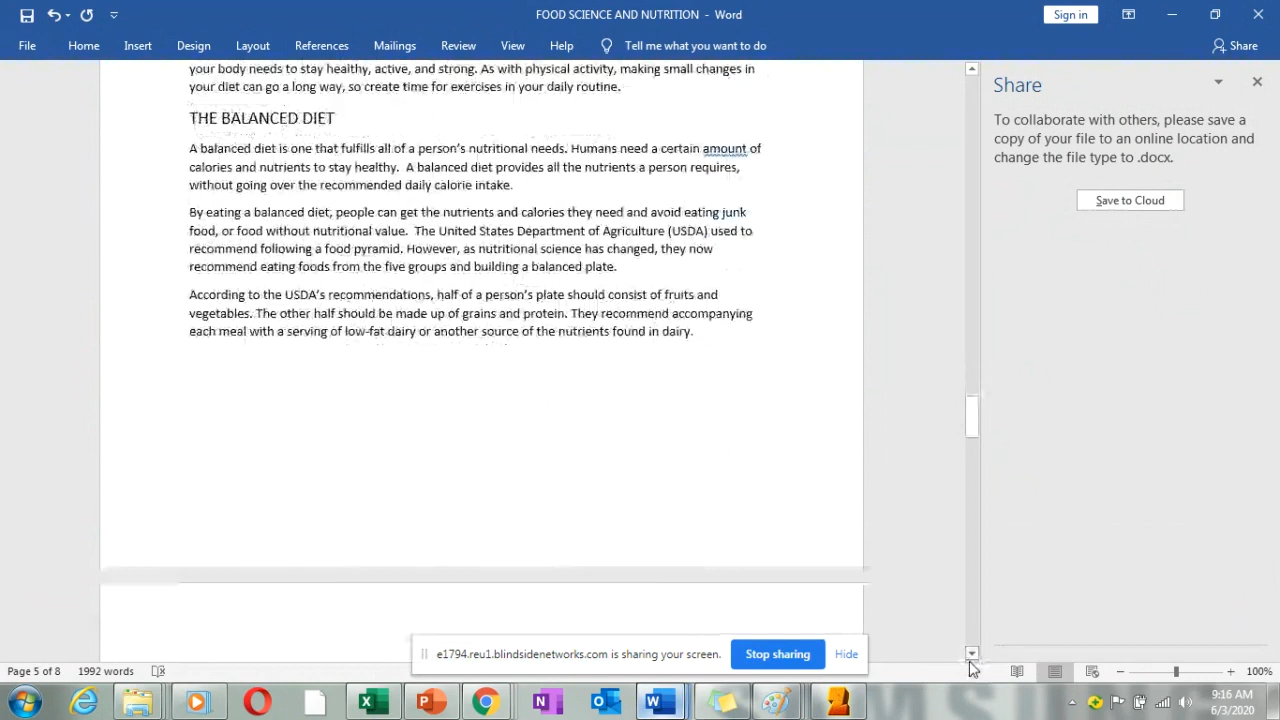 FOOD SCIENCE AND NUTRITION - Word
Sign in
File Home Insert Design Layout References Mailings Review View Help Tell me what you want to do Share
your body needs to stay healthy, active, and strong. As with physical activity, making small changes in
your diet can go a long way, so create time for exercises in your daily routine.
THE BALANCED DIET
A balanced diet is one that fulfills all of a person's nutritional needs. Humans need a certain amount of
calories and nutrients to stay healthy. A balanced diet provides all the nutrients a person requires,
without going over the recommended daily calorie intake.
By eating a balanced diet, people can get the nutrients and calories they need and avoid eating junk
food, or food without nutritional value. The United States Department of Agriculture (USDA) used to
recommend following a food pyramid. However, as nutritional science has changed, they now
recommend eating foods from the five groups and building a balanced plate.
According to the USDA's recommendations, half of a person's plate should consist of fruits and
vegetables. The other half should be made up of grains and protein. They recommend accompanying
each meal with a serving of low-fat dairy or another source of the nutrients found in dairy.
Share
To collaborate with others, please save a
copy of your file to an online location and
change the file type to .docx.
Save to Cloud
e1794.reu1.blindsidenetworks.com is sharing your screen. Stop sharing Hide
Page 5 of 8 1992 words 100%
9:16 AM
6/3/2020